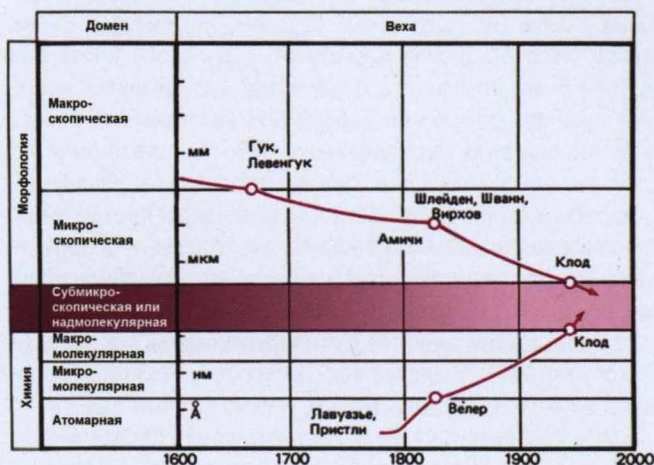 Домен
Веха
Морфология
Макро-
скопическая
мм
Гук,
Левенгук
Микро-
скопическая
мкм
Шлейден, Шванн,
Вирхов
Амичи
Клод
Субмикро-
скопическая или
надмолекулярная
Химия
Макро-
молекулярная
Клод
Микро-
молекулярная
нм
Атомарная
Å
Лавуазье,
Пристли
Вёлер
1600
1700
1800
1900
2000